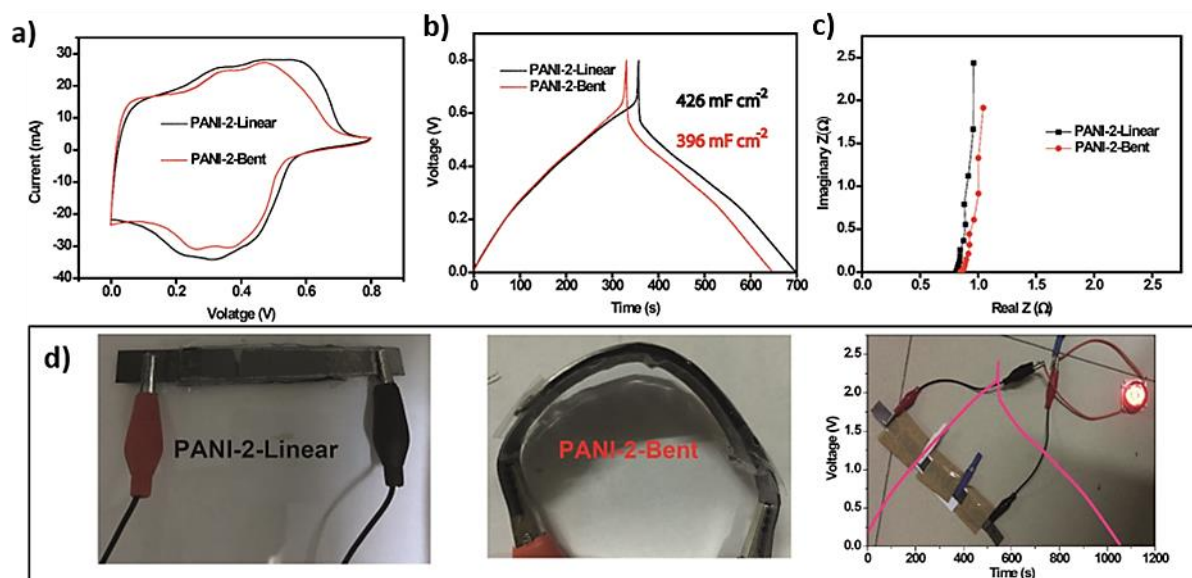 a)
40
30
20
10
0
-10
-20
-30
-40
Current (mA)
PANI-2-Linear
PANI-2-Bent
0.0 0.2 0.4 0.6 0.8
Volatge (V)
b)
0.8
0.6
0.4
0.2
0.0
Voltage (V)
PANI-2-Linear
PANI-2-Bent
426 mF cm⁻²
396 mF cm⁻²
0 100 200 300 400 500 600 700
Time (s)
c)
2.5
2.0
1.5
1.0
0.5
0.0
Imaginary Z(Ω)
PANI-2-Linear
PANI-2-Bent
0.0 0.5 1.0 1.5 2.0 2.5
Real Z (Ω)
d)
PANI-2-Linear
PANI-2-Bent
2.5
2.0
1.5
1.0
0.5
0.0
Voltage (V)
0 200 400 600 800 1000 1200
Time (s)